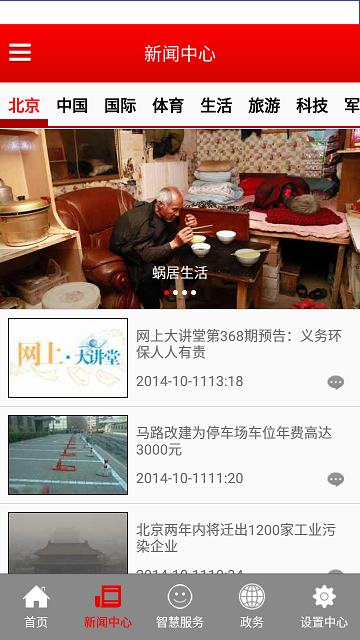 新闻中心
北京 中国 国际 体育 生活 旅游 科技 军
蜗居生活
网上·大讲堂
网上大讲堂第368期预告：义务环
保人人有责
2014-10-1113:18
马路改建为停车场车位年费高达
3000元
2014-10-1111:20
北京两年内将迁出1200家工业污
染企业
首页 新闻中心 智慧服务 政务 设置中心